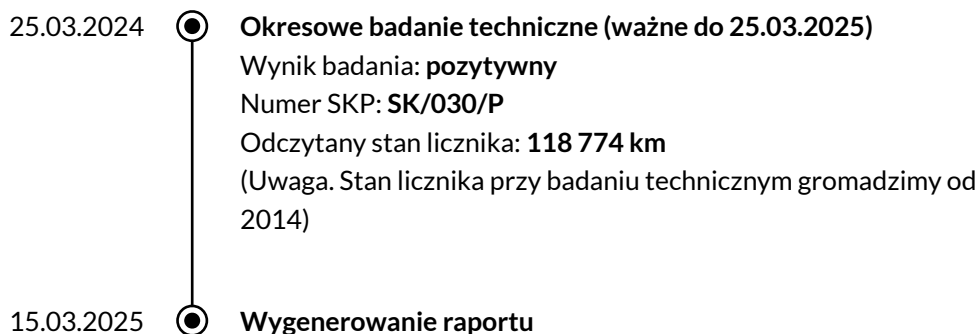 25.03.2024 Okresowe badanie techniczne (ważne do 25.03.2025)
Wynik badania: pozytywny
Numer SKP: SK/030/P
Odczytany stan licznika: 118 774 km
(Uwaga. Stan licznika przy badaniu technicznym gromadzimy od
2014)
15.03.2025 Wygenerowanie raportu